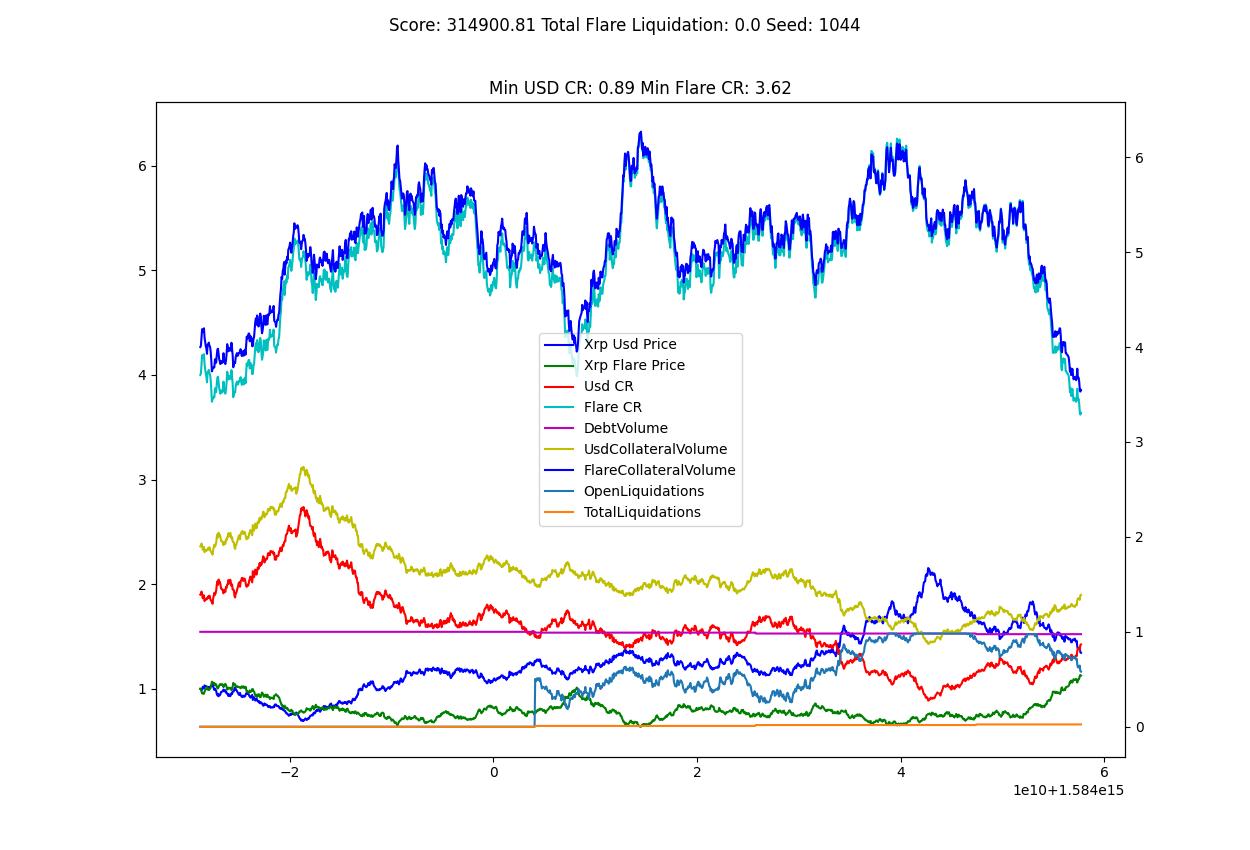 Score: 314900.81 Total Flare Liquidation: 0.0 Seed: 1044
Min USD CR: 0.89 Min Flare CR: 3.62
6
5
4
3
2
1
6
5
4
3
2
1
0
Xrp Usd Price
Xrp Flare Price
Usd CR
Flare CR
DebtVolume
UsdCollateralVolume
FlareCollateralVolume
OpenLiquidations
TotalLiquidations
−2 0 2 4 6
1e10+1.584e15